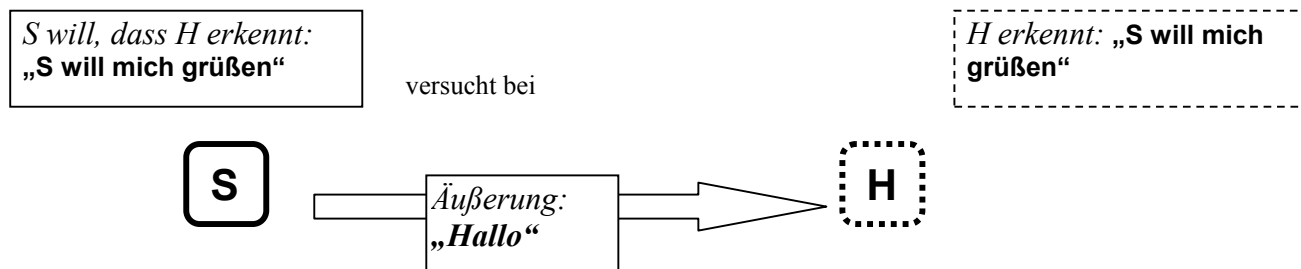 S will, dass H erkennt:
„S will mich grüßen“
versucht bei
H erkennt: „S will mich
grüßen“
S
Äußerung:
„Hallo“
H